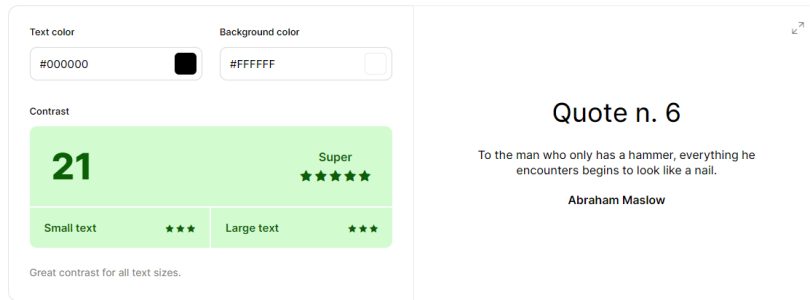 Text color
Background color
#000000
#FFFFFF
Contrast
21
Super
Small text
Large text
Great contrast for all text sizes.
Quote n. 6
To the man who only has a hammer, everything he
encounters begins to look like a nail.
Abraham Maslow